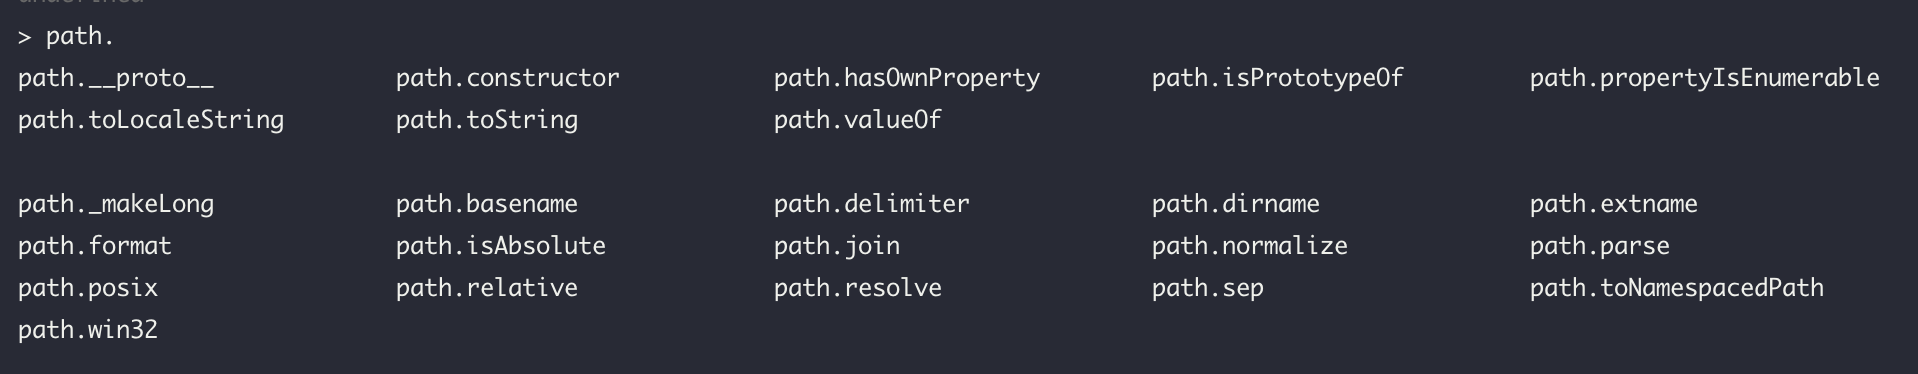 > path.
path.__proto__ path.constructor path.hasOwnProperty path.isPrototypeOf path.propertyIsEnumerable
path.toLocaleString path.toString path.valueOf
path._makeLong path.basename path.delimiter path.dirname path.extname
path.format path.isAbsolute path.join path.normalize path.parse
path.posix path.relative path.resolve path.sep path.toNamespacedPath
path.win32